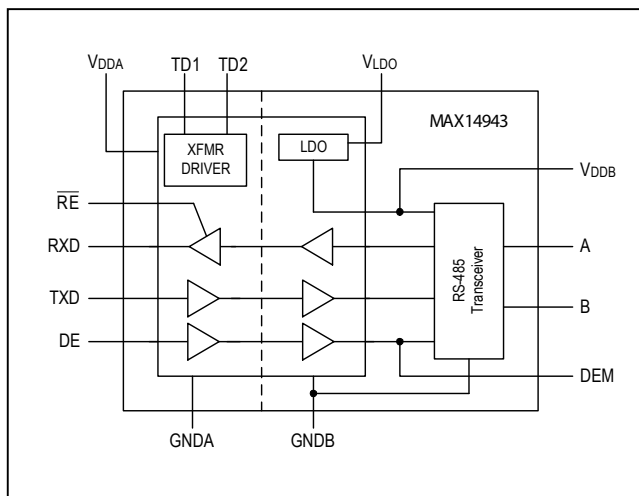 VDDA TD1 TD2 VLDO
MAX14943
XFMR
DRIVER
LDO
VDDB
RE
RXD
A
TXD
B
RS-485
Transceiver
DE
DEM
GNDA GNDB